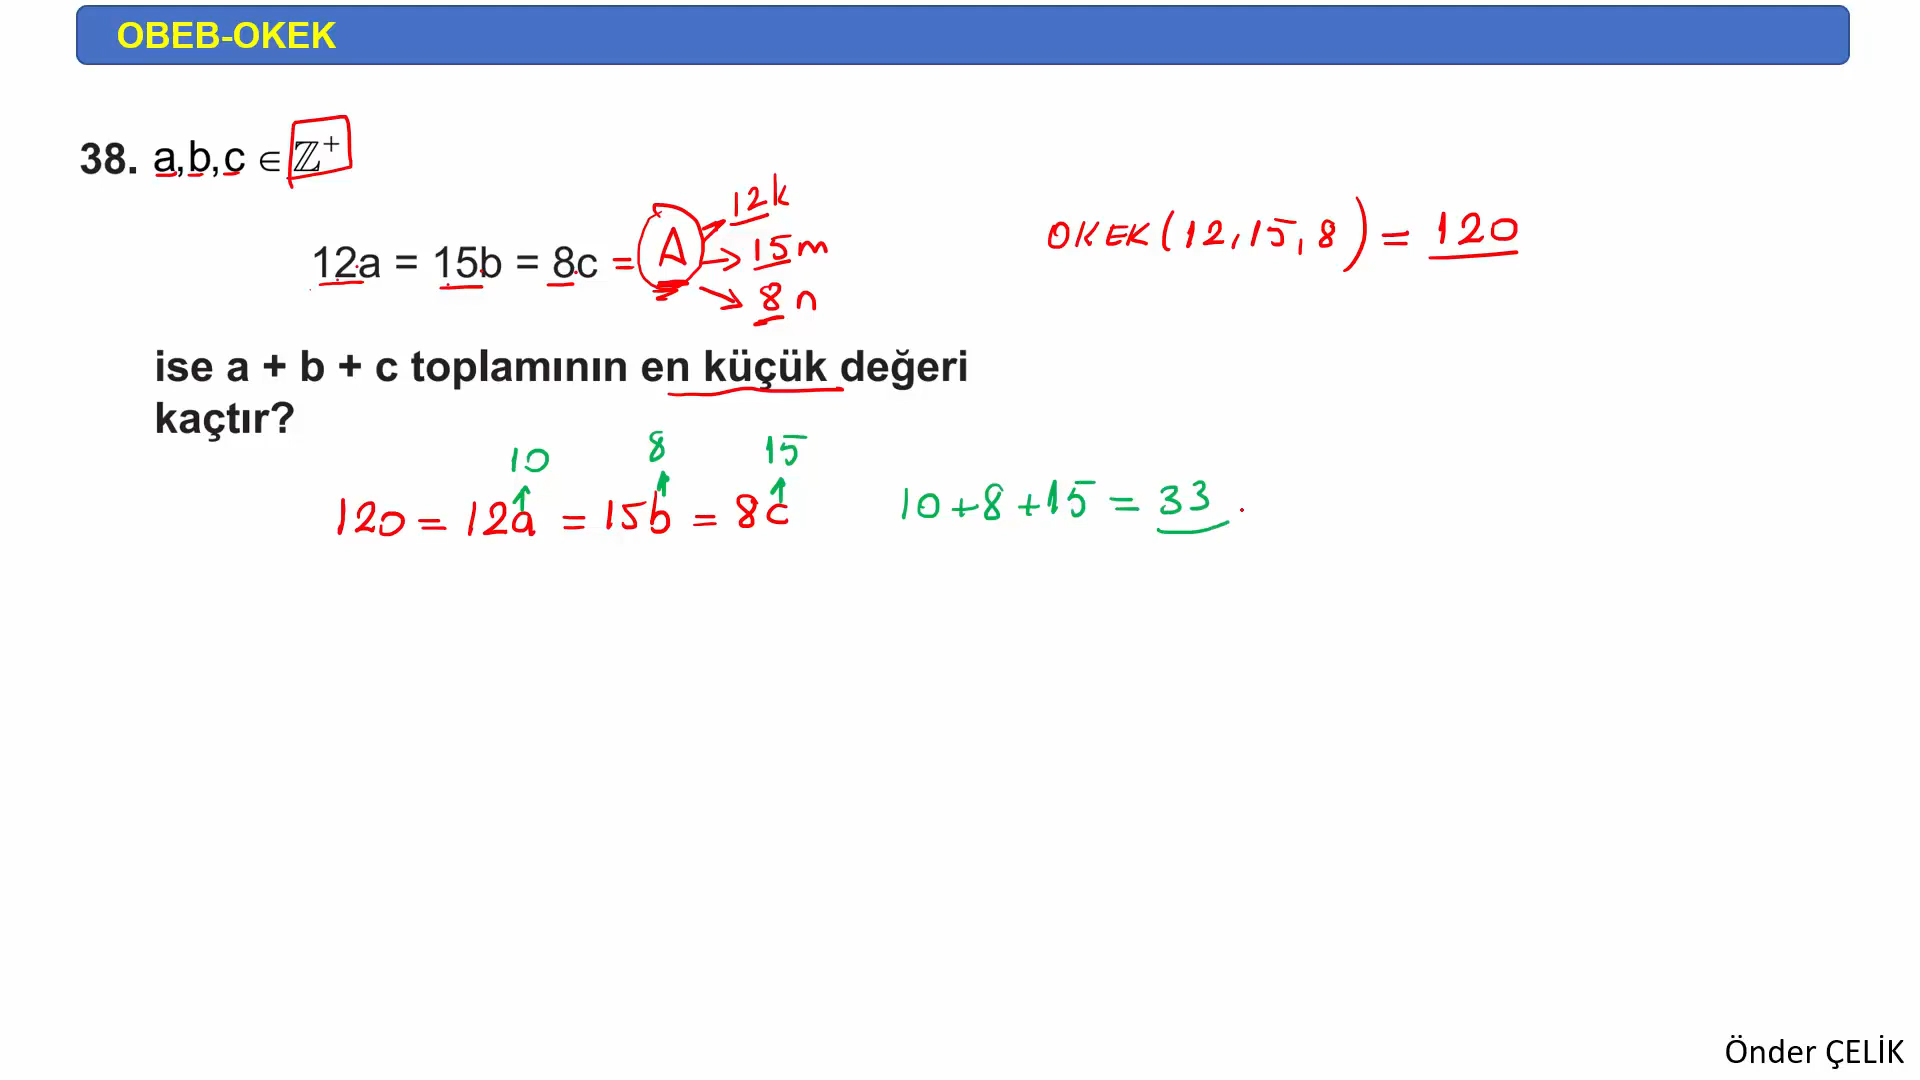 OBEB-OKEK
38. a,b,c ∈ ℤ⁺
12a = 15b = 8c = A
12k
15m
8n
OKEK(12,15,8) = 120
ise a + b + c toplamının en küçük değeri
kaçtır?
10 8 15
120 = 12a = 15b = 8c
10+8+15 = 33
Önder ÇELİK